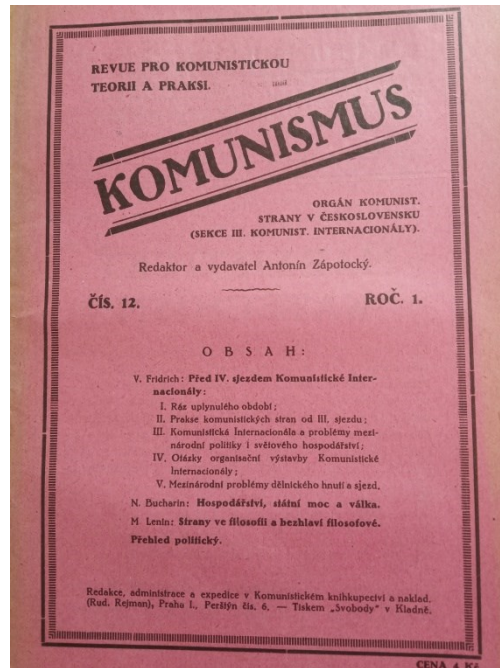 REVUE PRO KOMUNISTICKOU
TEORII A PRAKSI.
KOMUNISMUS
ORGÁN KOMUNIST.
STRANY V ČESKOSLOVENSKU
(SEKCE III. KOMUNIST. INTERNACIONÁLY).
Redaktor a vydavatel Antonín Zápotocký.
ČÍS. 12.
ROČ. 1.
OBSAH:
V. Fridrich: Před IV. sjezdem Komunistické Inter-
nacionály:
I. Ráz uplynulého období;
II. Prakse komunistických stran od III. sjezdu;
III. Komunistická Internacionála a problémy mezi-
národní politiky i světového hospodářství;
IV. Otázky organisační výstavby Komunistické
Internacionály;
V. Mezinárodní problémy dělnického hnutí a sjezd.
N. Bucharin: Hospodářství, státní moc a válka.
M Lenin: Strany ve filosofii a bezhlaví filosofové.
Přehled politický.
Redakce, administrace a expedice v Komunistickém knihkupectví a naklad.
(Rud. Rejman), Praha I., Perštýn čís. 6. — Tiskem „Svobody" v Kladně.
CENA Kč